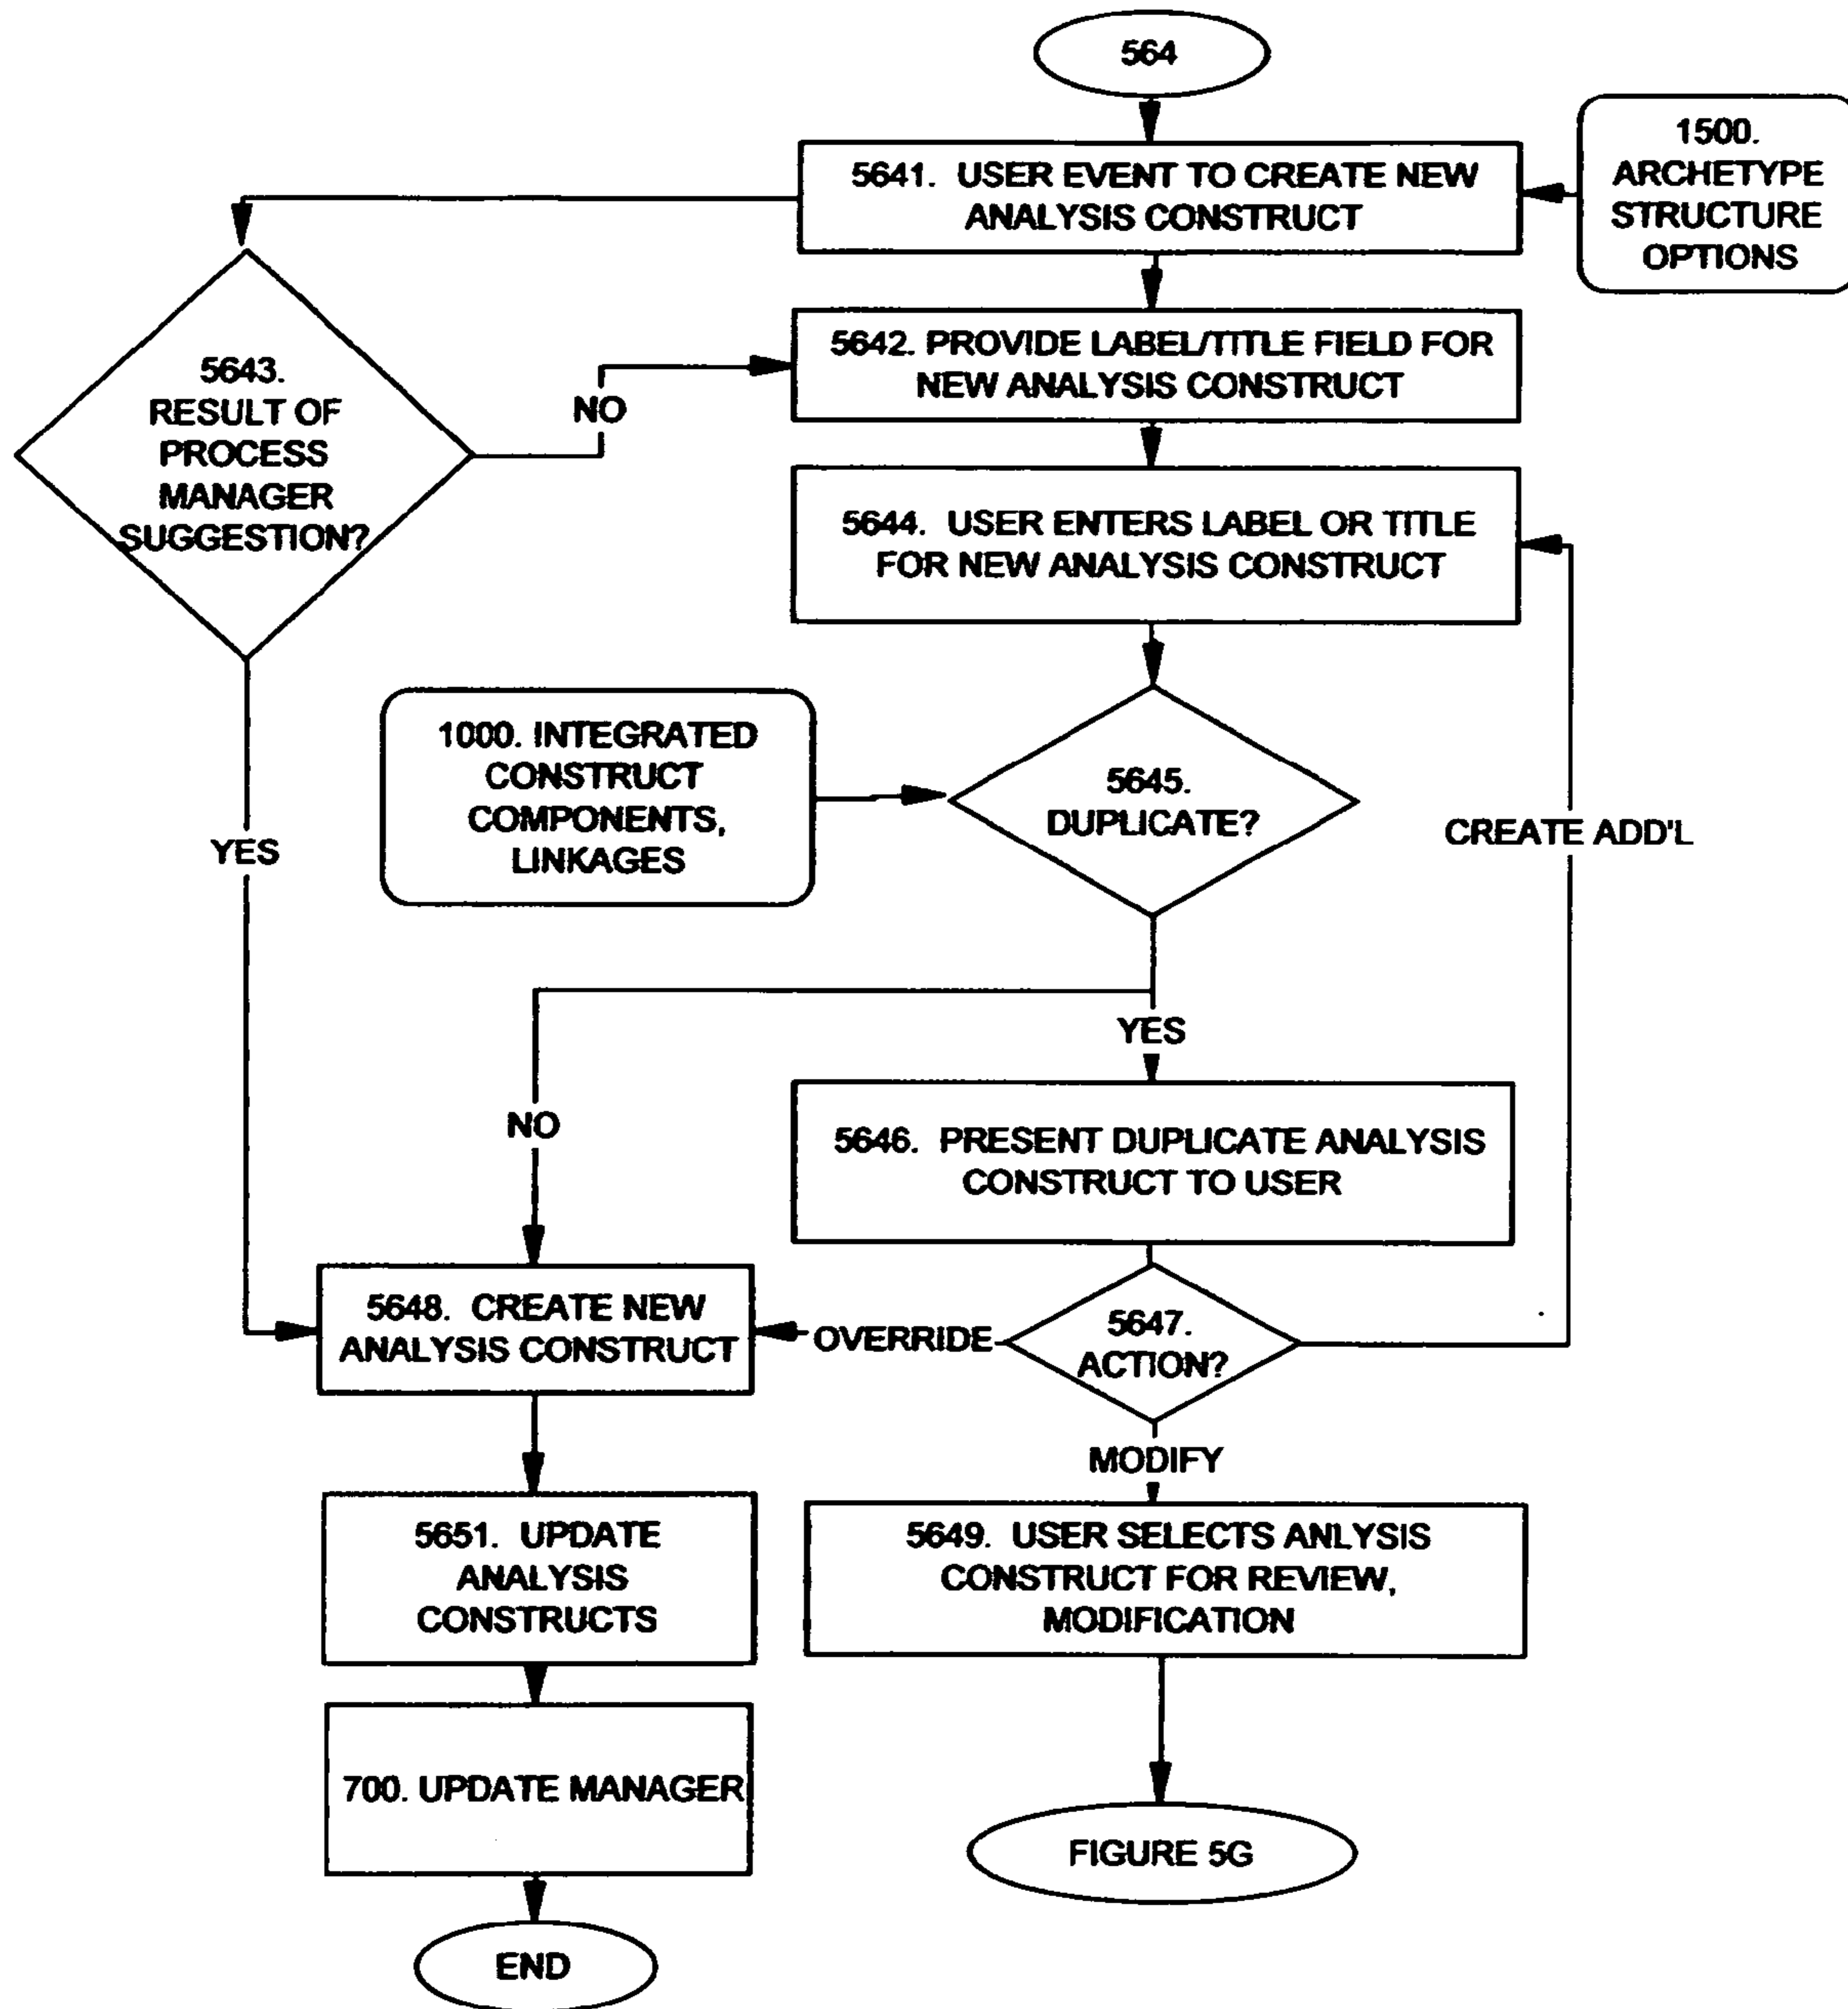 564
1500.
ARCHETYPE
STRUCTURE
OPTIONS
5641. USER EVENT TO CREATE NEW
ANALYSIS CONSTRUCT
5642. PROVIDE LABEL/TITLE FIELD FOR
NEW ANALYSIS CONSTRUCT
5643.
RESULT OF
PROCESS
MANAGER
SUGGESTION?
NO
5644. USER ENTERS LABEL OR TITLE
FOR NEW ANALYSIS CONSTRUCT
1000. INTEGRATED
CONSTRUCT
COMPONENTS,
LINKAGES
5645.
DUPLICATE?
YES
CREATE ADD'L
YES
NO
5646. PRESENT DUPLICATE ANALYSIS
CONSTRUCT TO USER
5648. CREATE NEW
ANALYSIS CONSTRUCT
OVERRIDE
5647.
ACTION?
MODIFY
5651. UPDATE
ANALYSIS
CONSTRUCTS
5649. USER SELECTS ANLYSIS
CONSTRUCT FOR REVIEW,
MODIFICATION
700. UPDATE MANAGER
FIGURE 5G
END